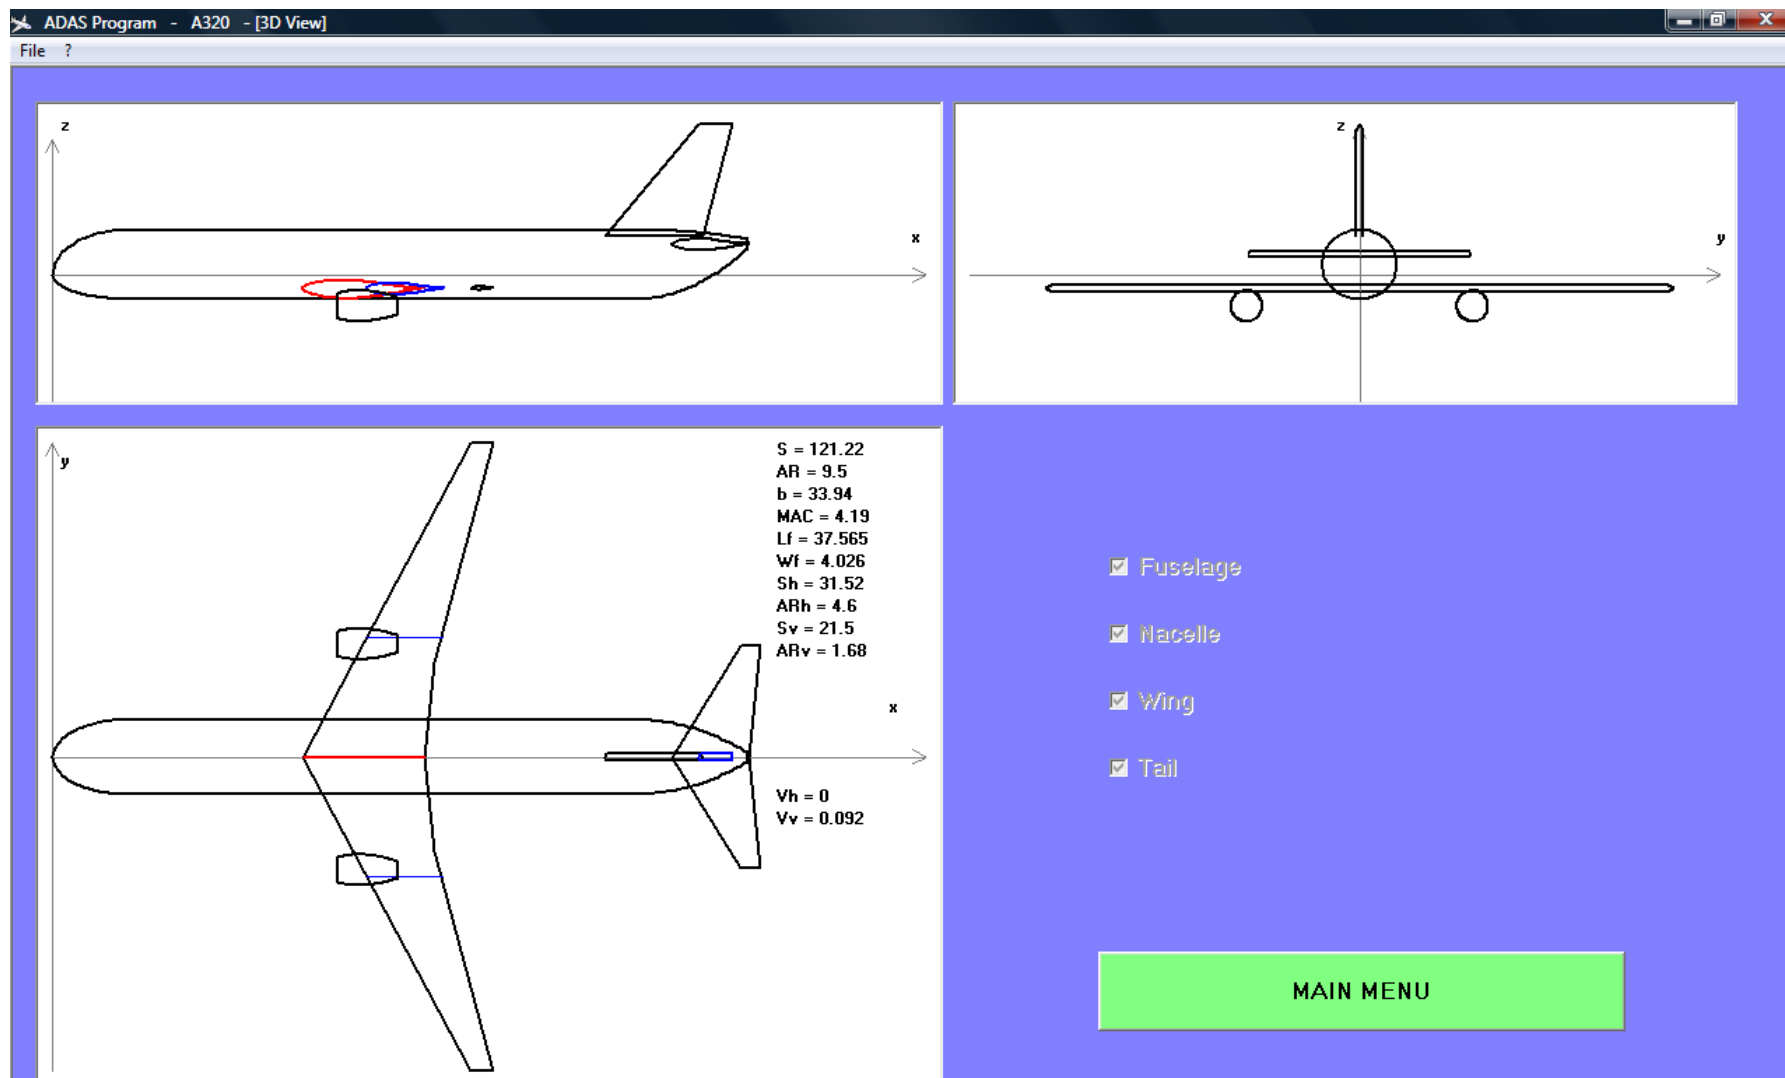 ADAS Program - A320 - [3D View]
File ?
z
x
z
y
y
S = 121.22
AR = 9.5
b = 33.94
MAC = 4.19
Lf = 37.565
Wf = 4.026
Sh = 31.52
ARh = 4.6
Sv = 21.5
ARv = 1.68
x
Vh = 0
Vv = 0.092
Fuselage
Nacelle
Wing
Tail
MAIN MENU